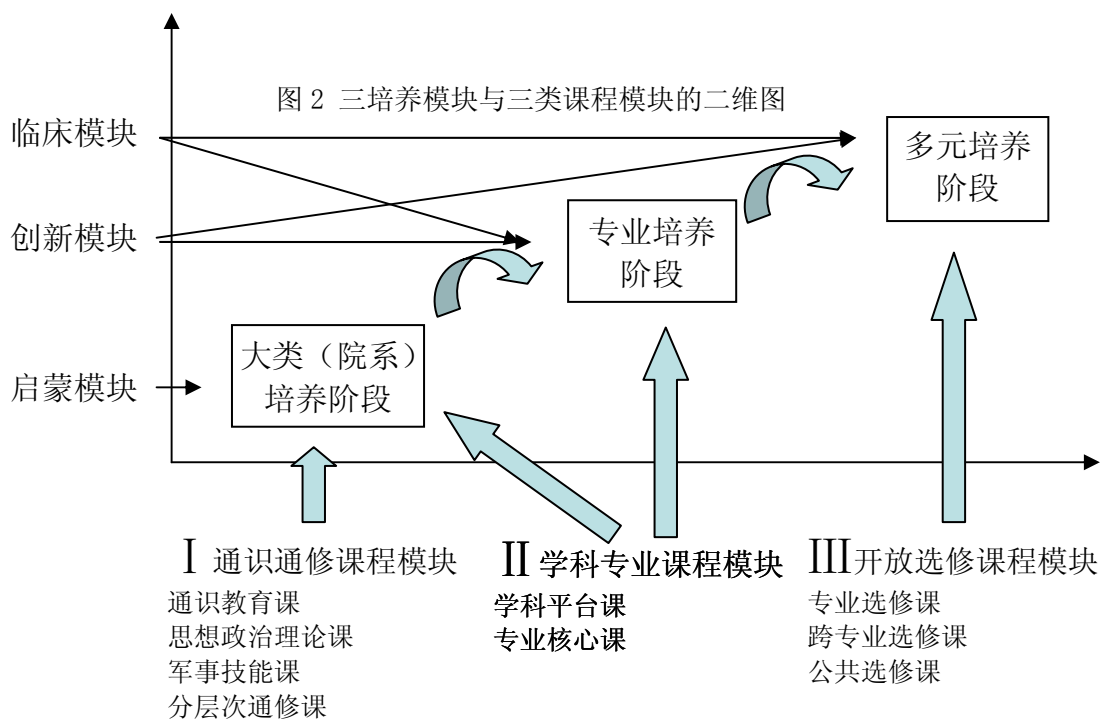 图 2 三培养模块与三类课程模块的二维图
临床模块
多元培养
阶段
创新模块
专业培养
阶段
大类（院系）
培养阶段
启蒙模块
Ⅰ 通识通修课程模块
通识教育课
思想政治理论课
军事技能课
分层次通修课
Ⅱ 学科专业课程模块
学科平台课
专业核心课
Ⅲ开放选修课程模块
专业选修课
跨专业选修课
公共选修课